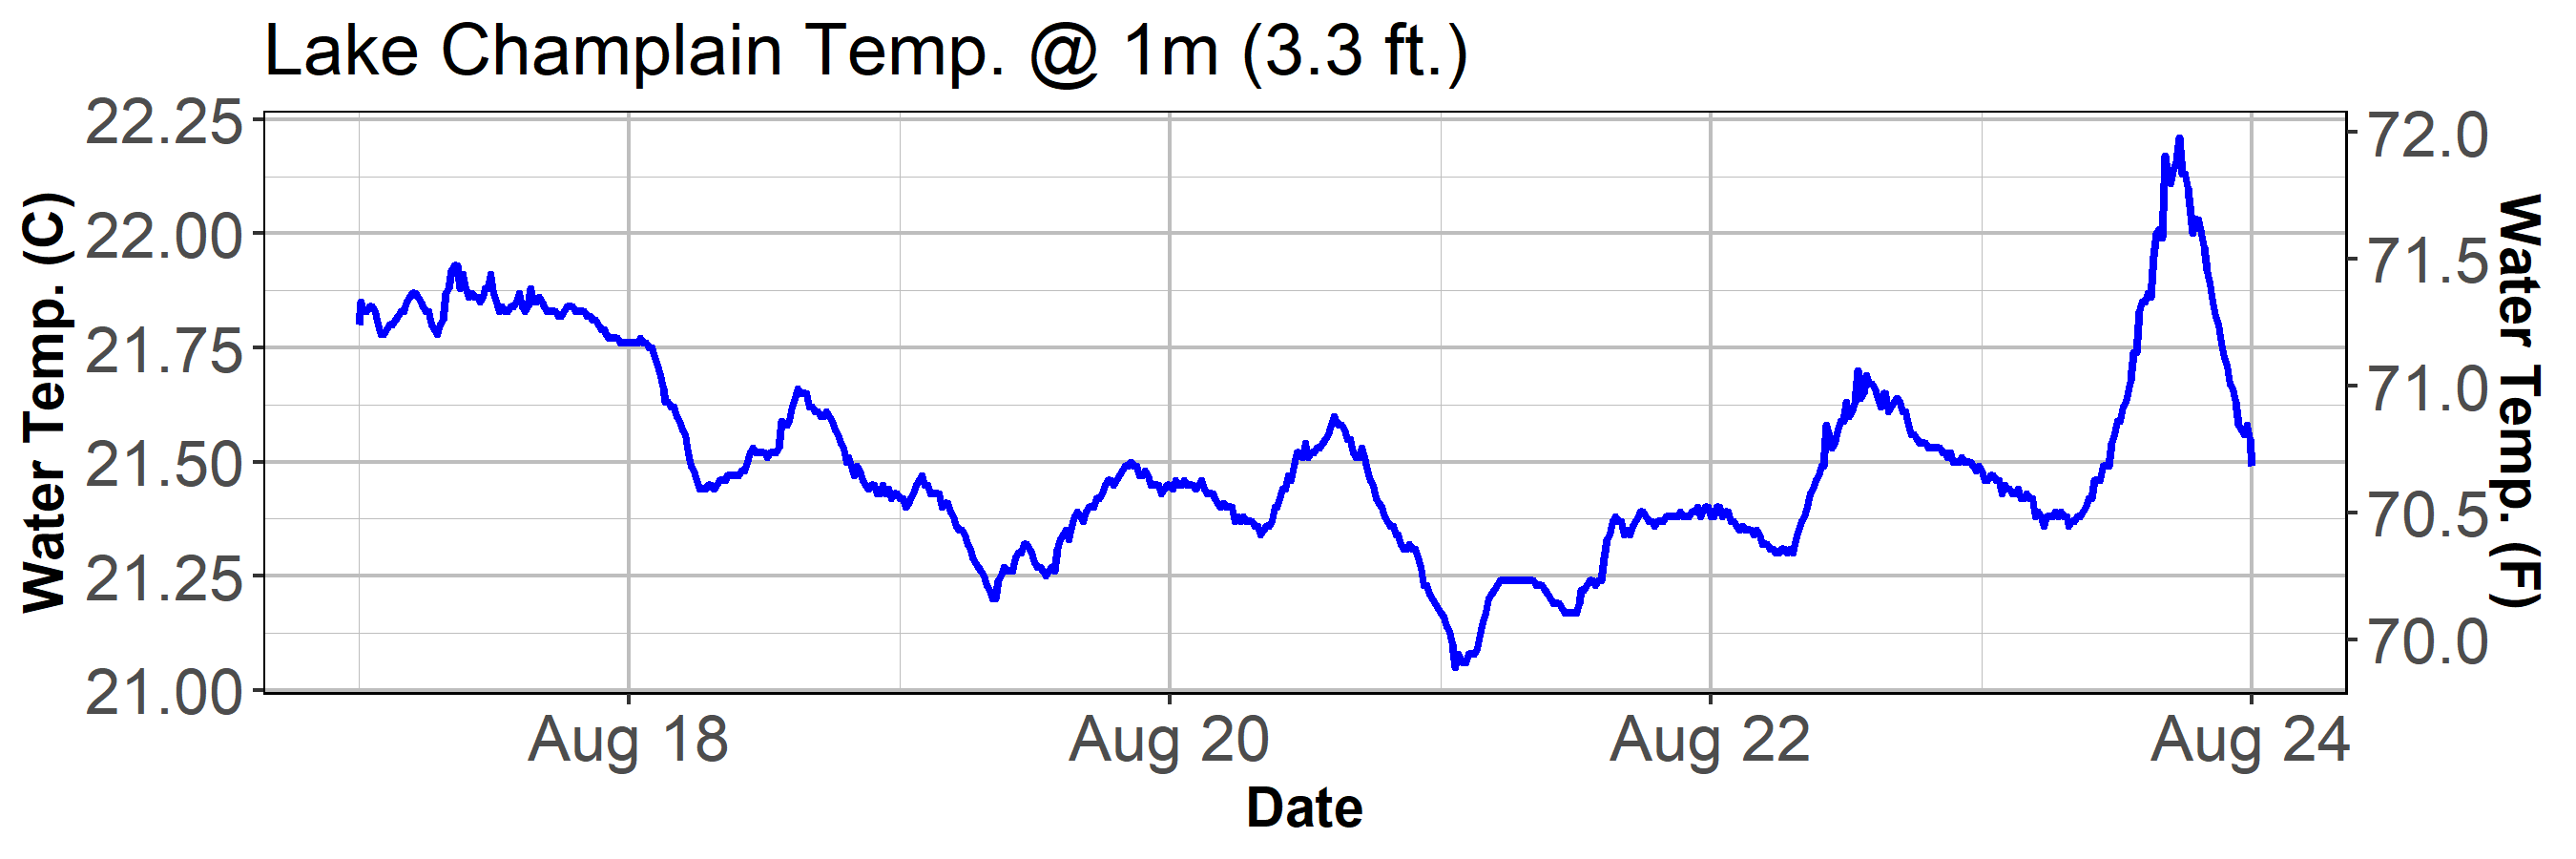 Lake Champlain Temp. @ 1m (3.3 ft.)
Water Temp. (C)
22.25
22.00
21.75
21.50
21.25
21.00
72.0
71.5
71.0
70.5
70.0
Water Temp. (F)
Aug 18
Aug 20
Aug 22
Aug 24
Date